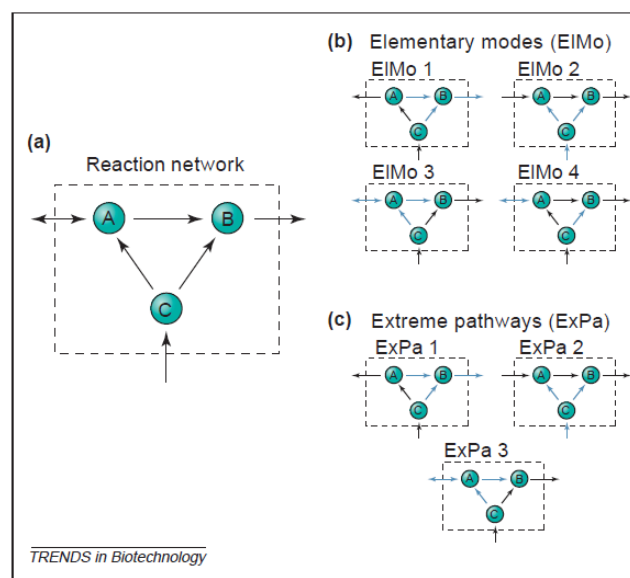 (a)
Reaction network
A
B
C
(b) Elementary modes (ElMo)
ElMo 1
ElMo 2
A
B
C
A
B
C
ElMo 3
ElMo 4
A
B
C
A
B
C
(c) Extreme pathways (ExPa)
ExPa 1
ExPa 2
A
B
C
A
B
C
ExPa 3
A
B
C
TRENDS in Biotechnology